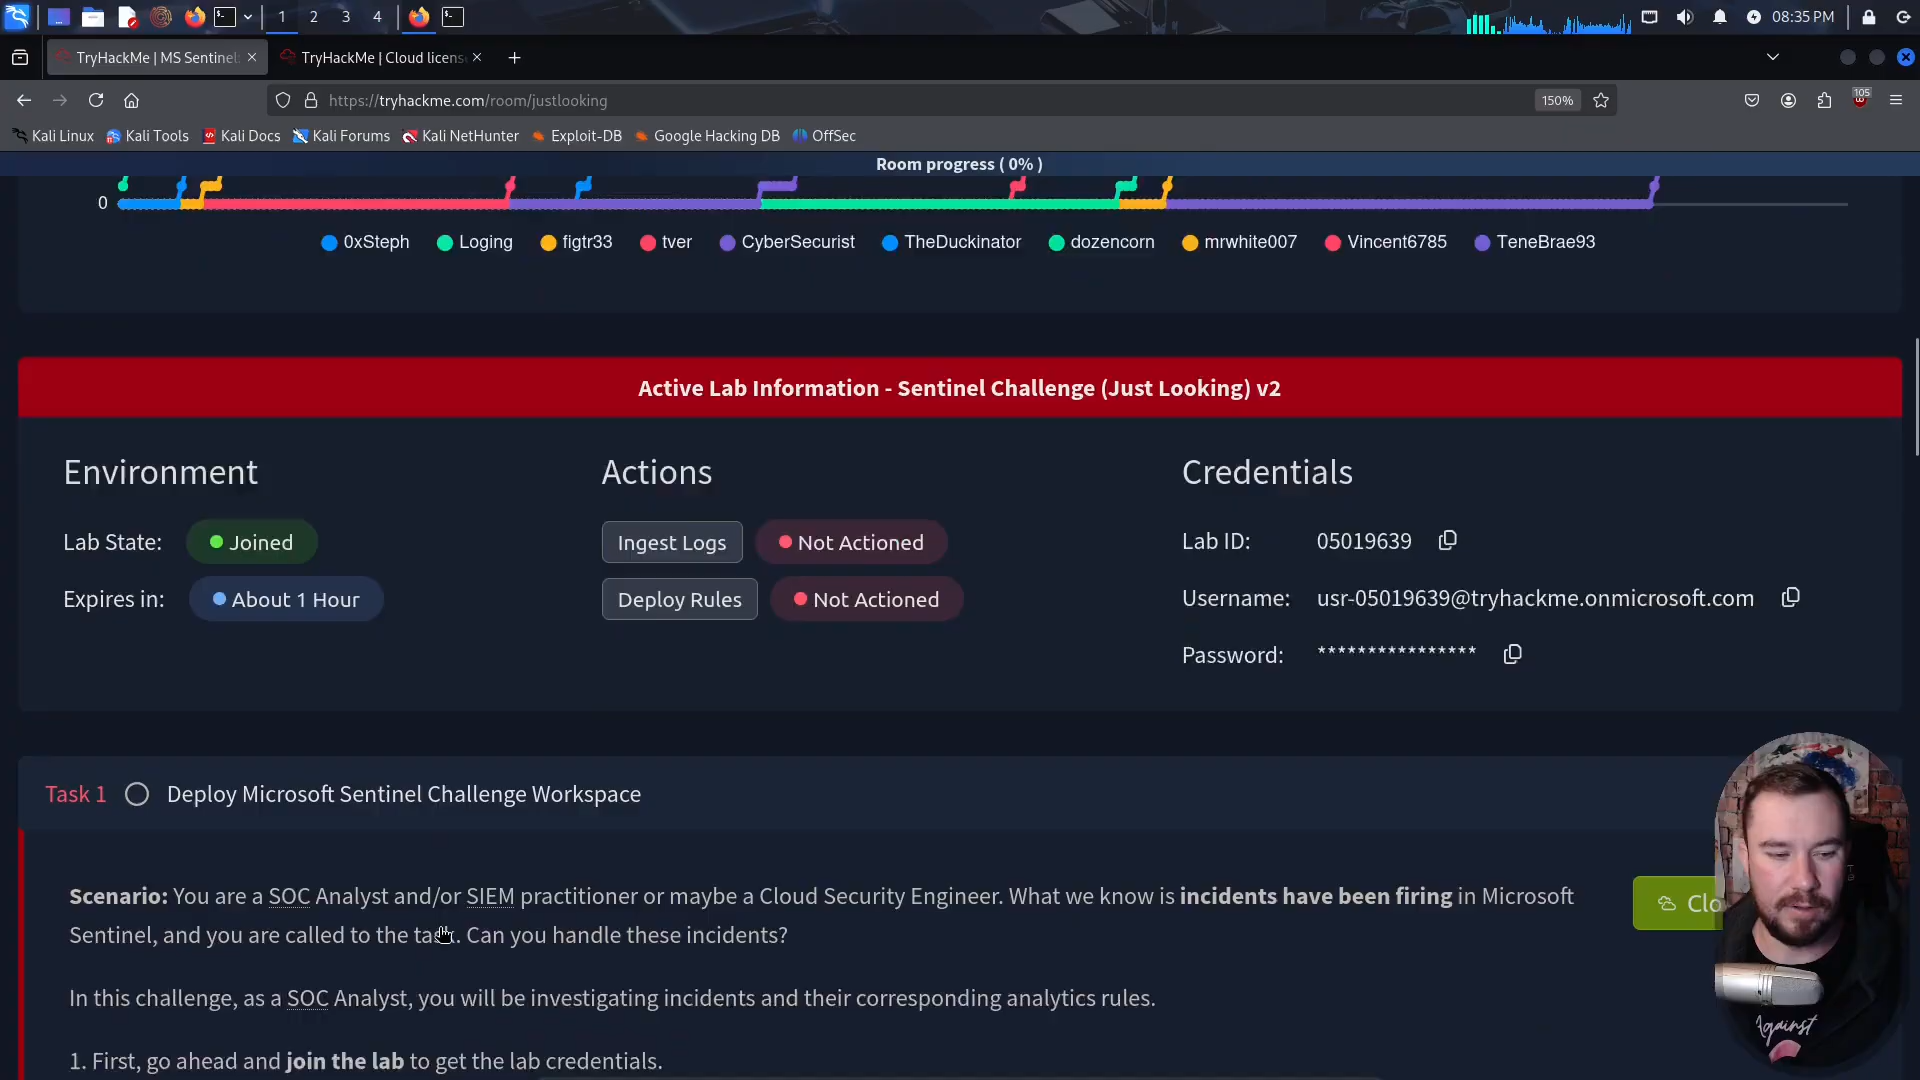 1
2
3
4
08:35 PM
TryHackMe | MS Sentinel
TryHackMe | Cloud licens
https://tryhackme.com/room/justlooking
150%
105
Kali Linux
Kali Tools
Kali Docs
Kali Forums
Kali NetHunter
Exploit-DB
Google Hacking DB
OffSec
Room progress ( 0% )
0
0xSteph
Loging
figtr33
tver
CyberSecurist
TheDuckinator
dozencorn
mrwhite007
Vincent6785
TeneBrae93
Active Lab Information - Sentinel Challenge (Just Looking) v2
Environment
Lab State: Joined
Expires in: About 1 Hour
Actions
Ingest Logs Not Actioned
Deploy Rules Not Actioned
Credentials
Lab ID: 05019639
Username: usr-05019639@tryhackme.onmicrosoft.com
Password: ****************
Task 1 Deploy Microsoft Sentinel Challenge Workspace
Scenario: You are a SOC Analyst and/or SIEM practitioner or maybe a Cloud Security Engineer. What we know is incidents have been firing in Microsoft
Sentinel, and you are called to the task. Can you handle these incidents?
Clo
In this challenge, as a SOC Analyst, you will be investigating incidents and their corresponding analytics rules.
1. First, go ahead and join the lab to get the lab credentials.
Against